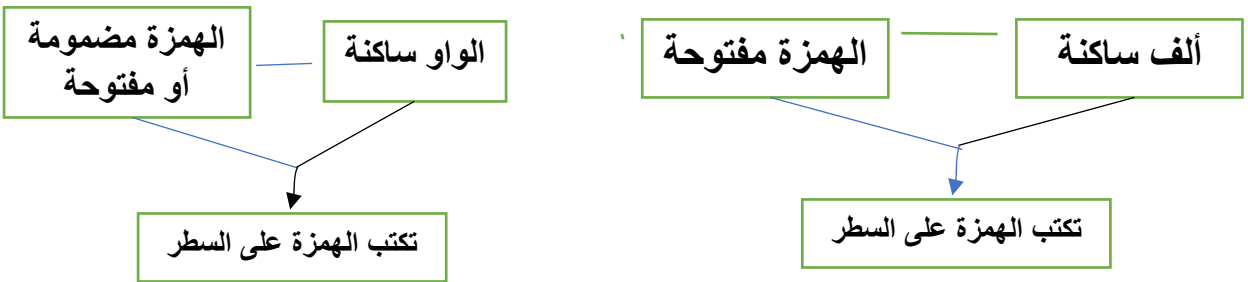 ألف ساكنة
الهمزة مفتوحة
تكتب الهمزة على السطر
الواو ساكنة
الهمزة مضمومة
أو مفتوحة
تكتب الهمزة على السطر